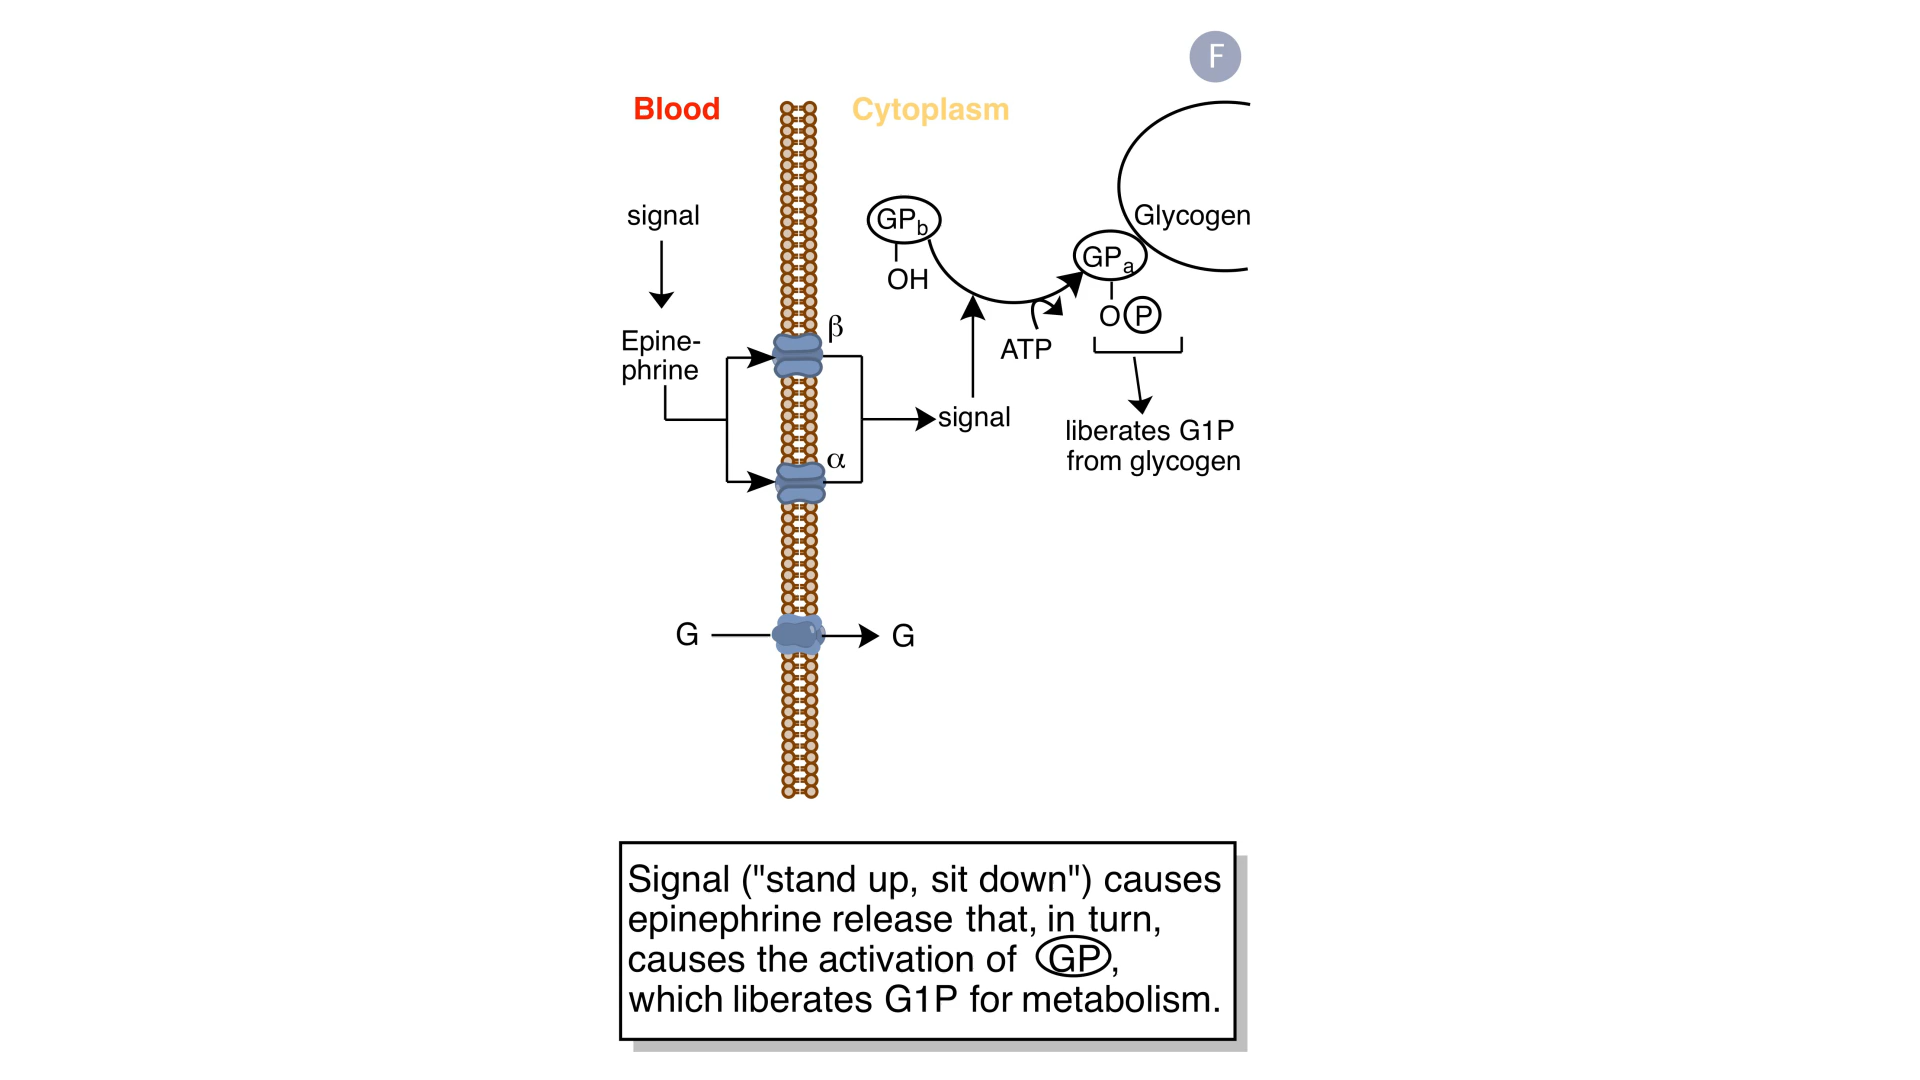 F
Blood
Cytoplasm
signal
GPb
OH
Glycogen
GPa
O P
Epine-
phrine
β
ATP
signal
liberates G1P
from glycogen
α
G
G
Signal ("stand up, sit down") causes
epinephrine release that, in turn,
causes the activation of GP,
which liberates G1P for metabolism.